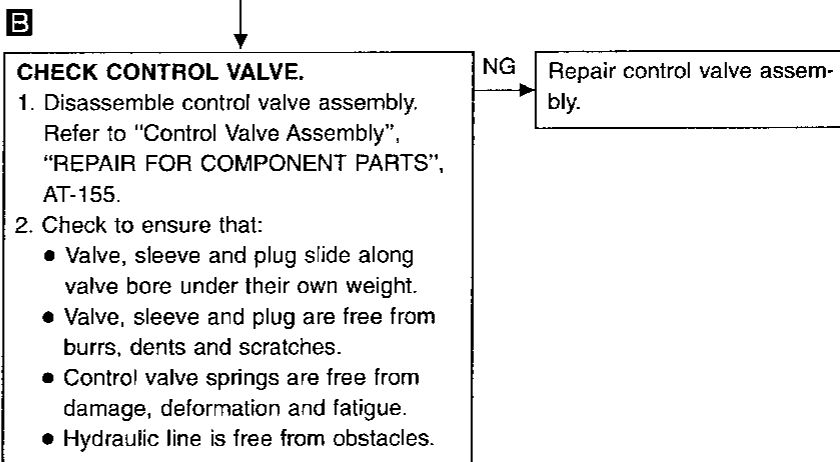 B
CHECK CONTROL VALVE.
1. Disassemble control valve assembly.
Refer to "Control Valve Assembly",
"REPAIR FOR COMPONENT PARTS",
AT-155.
2. Check to ensure that:
● Valve, sleeve and plug slide along
valve bore under their own weight.
● Valve, sleeve and plug are free from
burrs, dents and scratches.
● Control valve springs are free from
damage, deformation and fatigue.
● Hydraulic line is free from obstacles.
NG
Repair control valve assem-
bly.